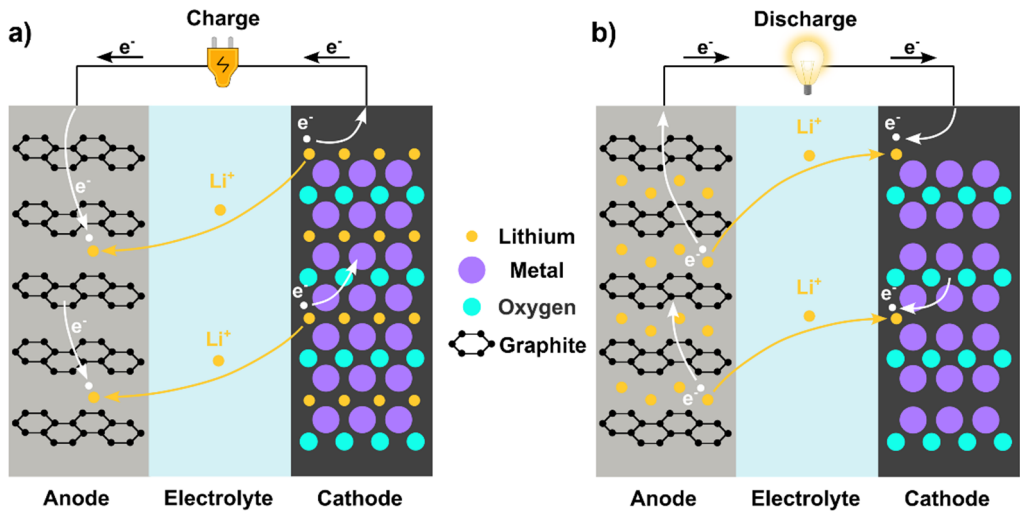 Charge
a)
e-
e-
e-
e-
e-
e-
Li+
Li+
Anode
Electrolyte
Cathode
Lithium
Metal
Oxygen
Graphite
Discharge
b)
e-
e-
e-
e-
e-
e-
Li+
Li+
Anode
Electrolyte
Cathode